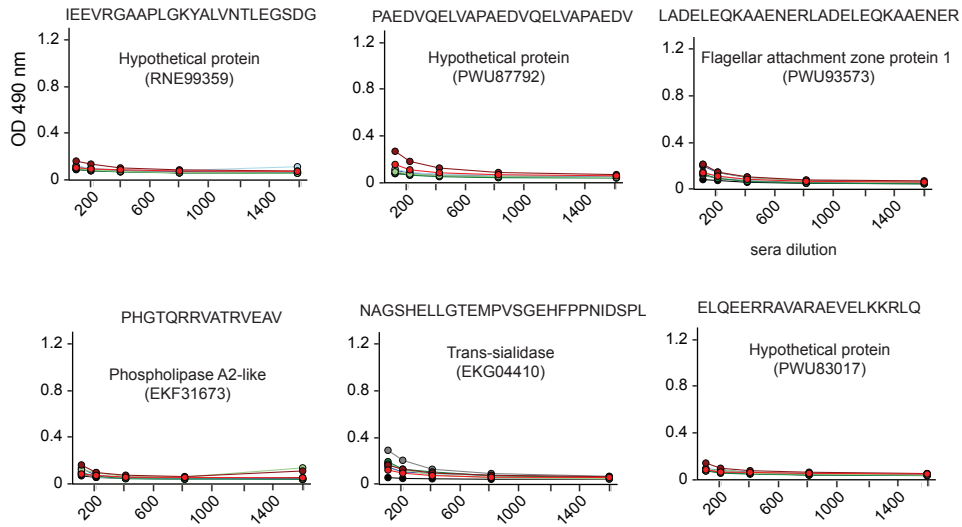 IEEVRGAAPLGKYALVNTLEGSDG
PAEDVQELVAPAEDVQELVAPAEDV
LADELEQKAAENERLADELEQKAAENER
1.2
0.8
0.4
0
OD 490 nm
Hypothetical protein
(RNE99359)
200
600
1000
1400
1.2
0.8
0.4
0
Hypothetical protein
(PWU87792)
200
600
1000
1400
1.2
0.8
0.4
0
Flagellar attachment zone protein 1
(PWU93573)
200
600
1000
1400
sera dilution
PHGTQRRVATRVEAV
NAGSHELLGTEMPVSGEHFPPNIDSPL
ELQEERRAVARAEVELKKRLQ
1.2
0.8
0.4
0
Phospholipase A2-like
(EKF31673)
200
600
1000
1400
1.2
0.8
0.4
0
Trans-sialidase
(EKG04410)
200
600
1000
1400
1.2
0.8
0.4
0
Hypothetical protein
(PWU83017)
200
600
1000
1400